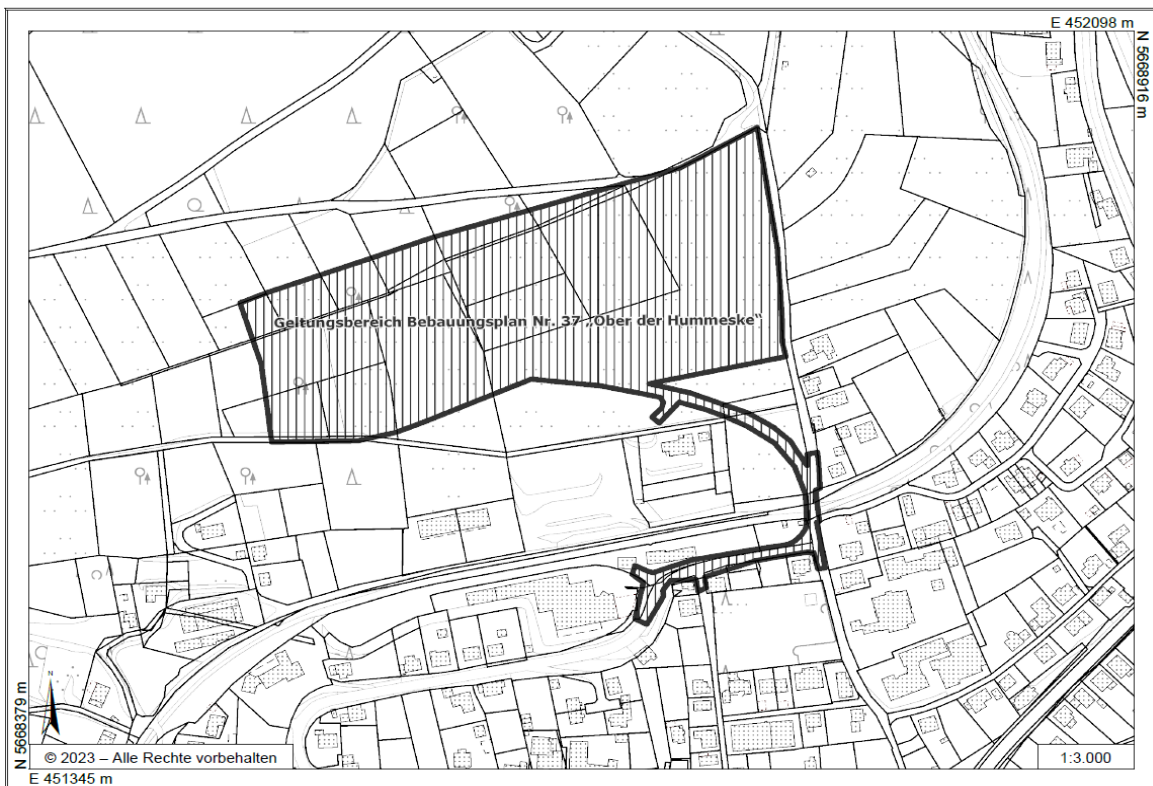 E 452098 m
N 5668916 m
Geltungsbereich Bebauungsplan Nr. 37 „Ober der Hummeske“
N
N 5668379 m
© 2023 – Alle Rechte vorbehalten
1:3.000
E 451345 m